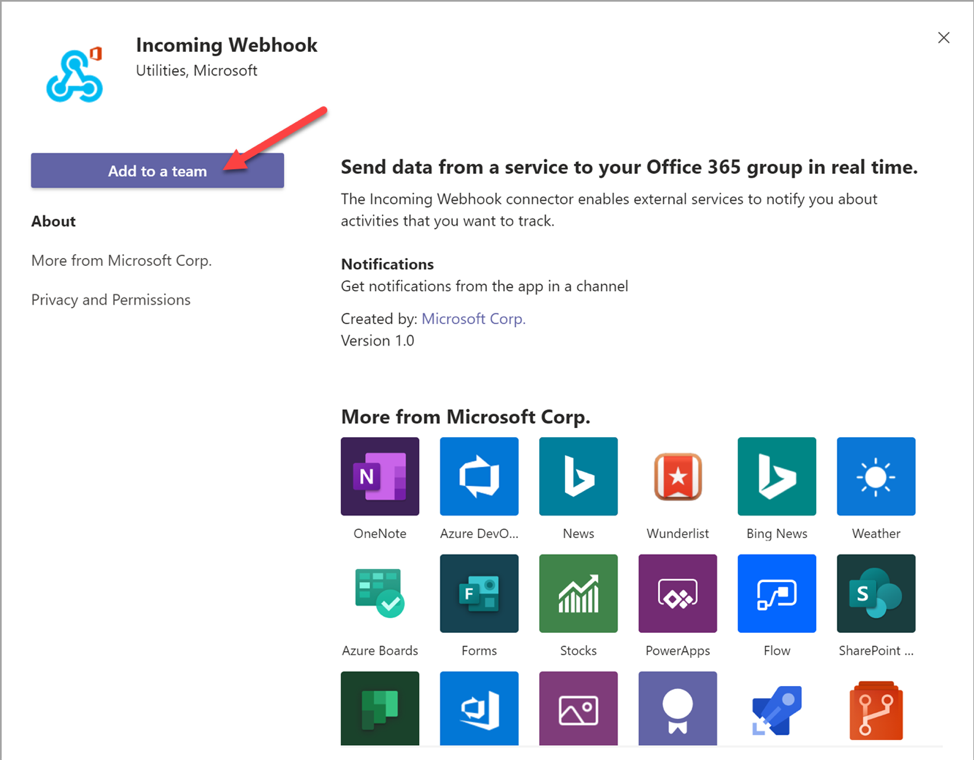 Incoming Webhook
Utilities, Microsoft
Add to a team
About
More from Microsoft Corp.
Privacy and Permissions
Send data from a service to your Office 365 group in real time.
The Incoming Webhook connector enables external services to notify you about
activities that you want to track.
Notifications
Get notifications from the app in a channel
Created by: Microsoft Corp.
Version 1.0
More from Microsoft Corp.
N
OneNote
Azure DevO...
News
Wunderlist
Bing News
Weather
F
S
Azure Boards
Forms
Stocks
PowerApps
Flow
SharePoint ...